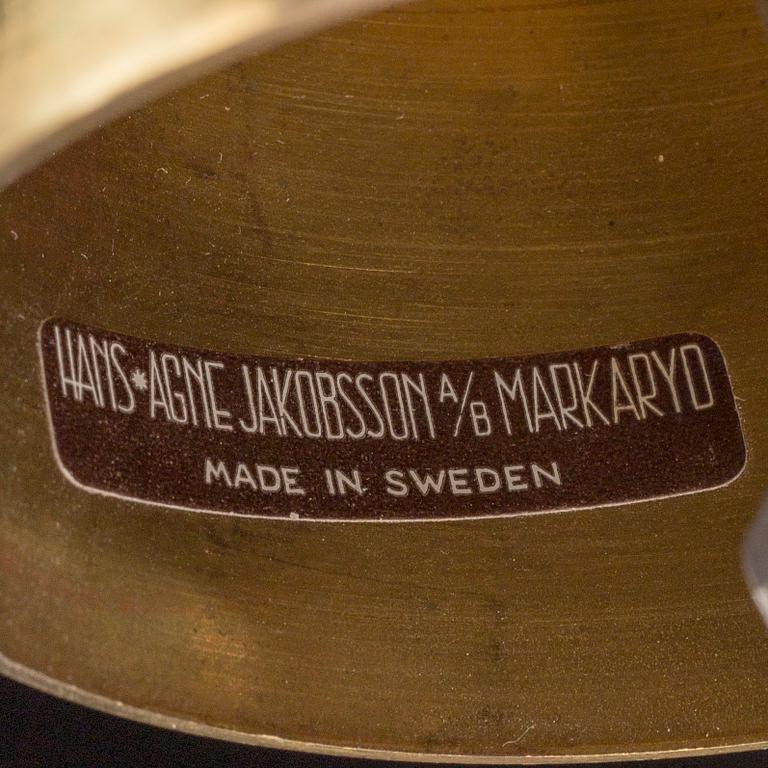 HANS*AGNE JAKOBSSON A/B MARKARYD
MADE IN SWEDEN